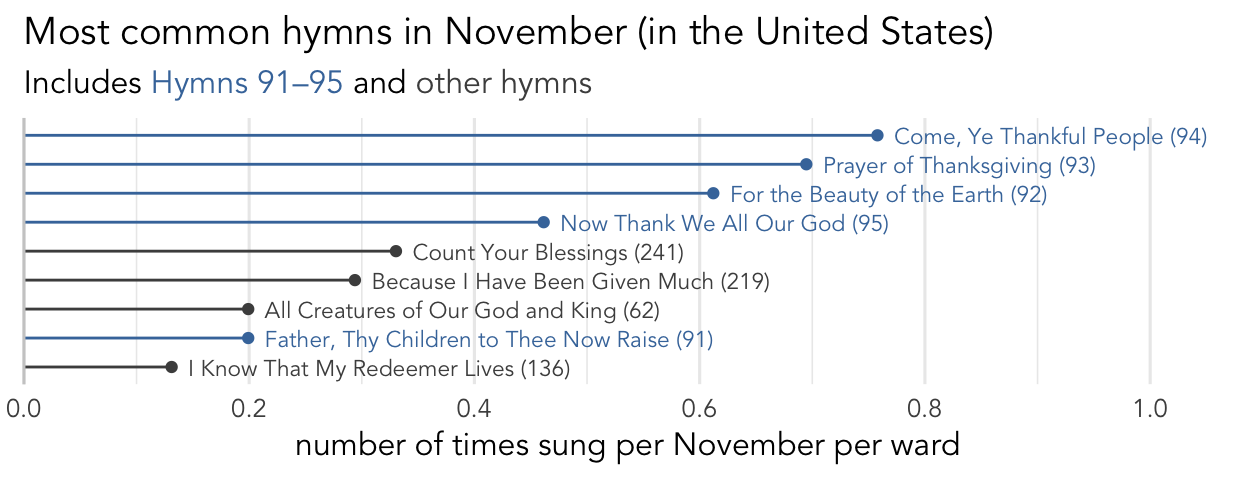 Most common hymns in November (in the United States)
Includes Hymns 91–95 and other hymns
Come, Ye Thankful People (94)
Prayer of Thanksgiving (93)
For the Beauty of the Earth (92)
Now Thank We All Our God (95)
Count Your Blessings (241)
Because I Have Been Given Much (219)
All Creatures of Our God and King (62)
Father, Thy Children to Thee Now Raise (91)
I Know That My Redeemer Lives (136)
0.0 0.2 0.4 0.6 0.8 1.0
number of times sung per November per ward